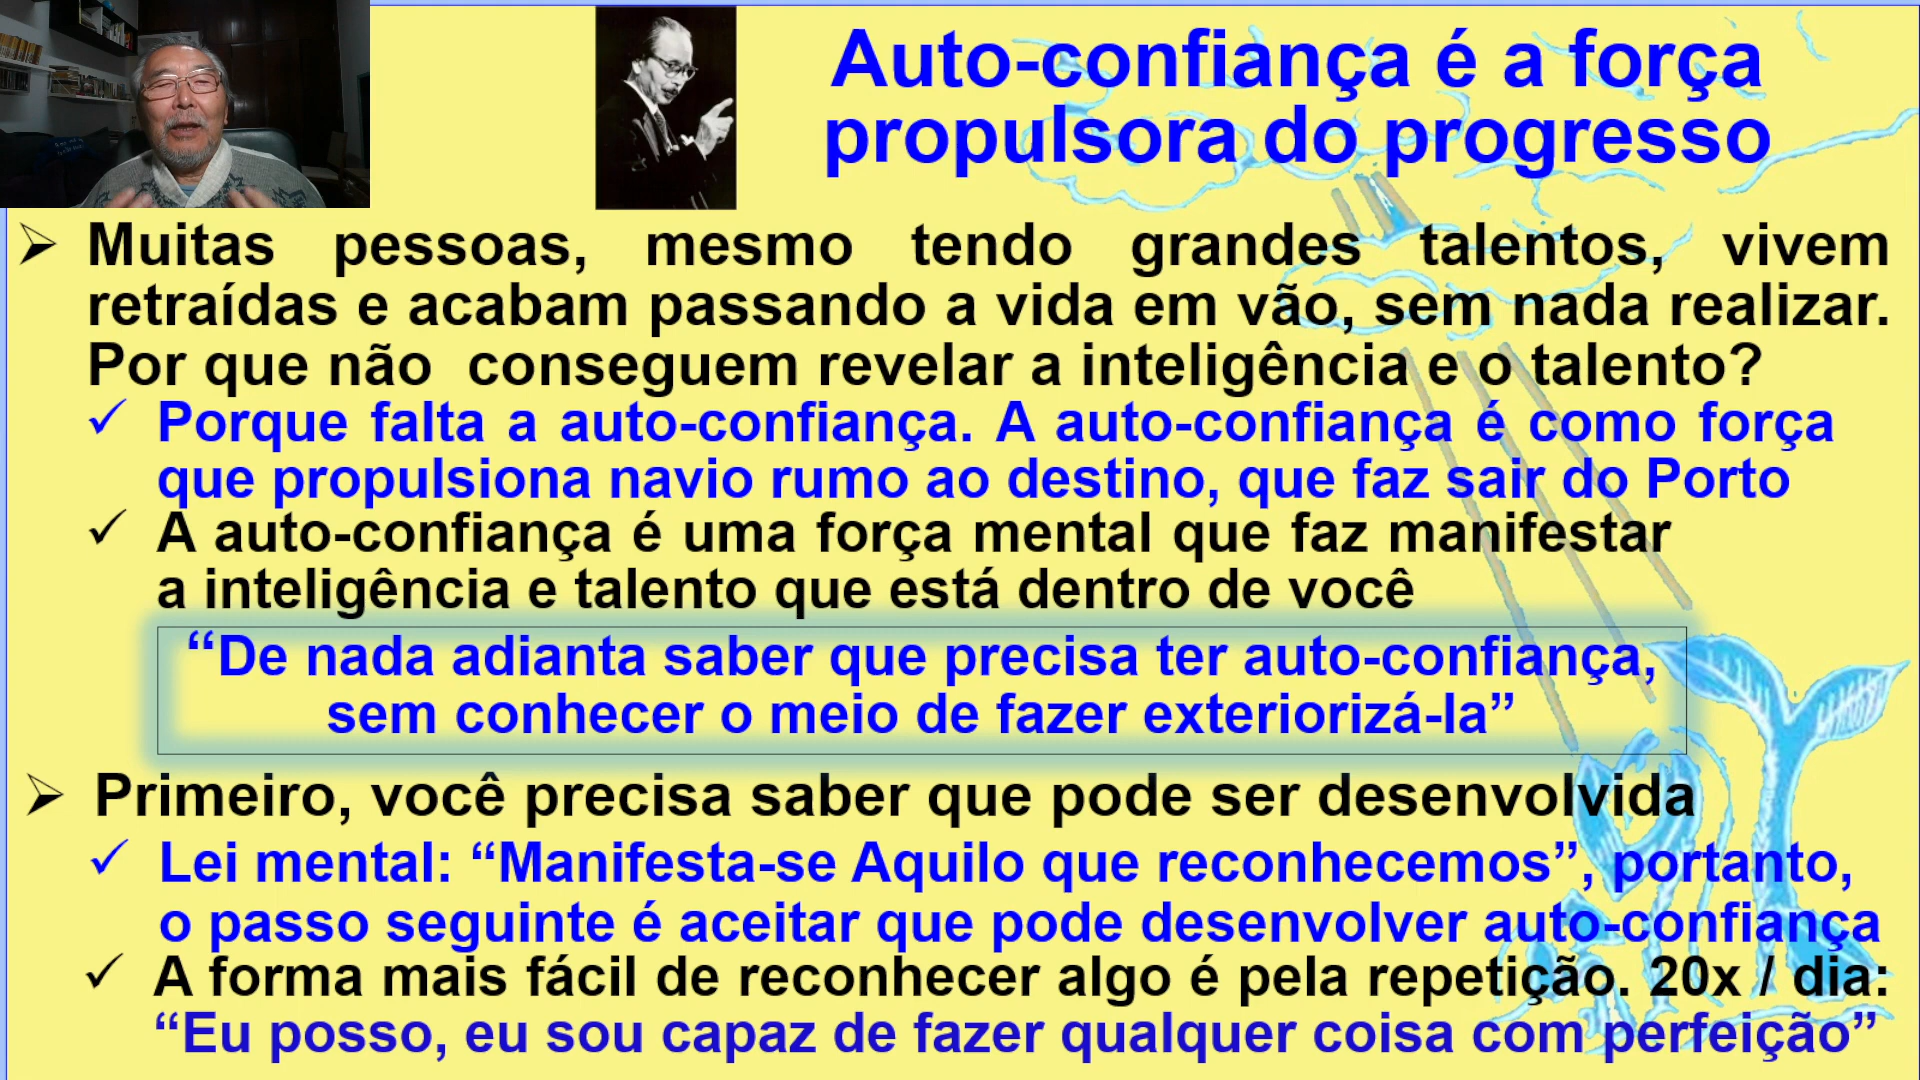 Auto-confiança é a força
propulsora do progresso
Muitas pessoas, mesmo tendo grandes talentos, vivem
retraídas e acabam passando a vida em vão, sem nada realizar.
Por que não conseguem revelar a inteligência e o talento?
Porque falta a auto-confiança. A auto-confiança é como força
que propulsiona navio rumo ao destino, que faz sair do Porto
A auto-confiança é uma força mental que faz manifestar
a inteligência e talento que está dentro de você
“De nada adianta saber que precisa ter auto-confiança,
sem conhecer o meio de fazer exteriorizá-la”
Primeiro, você precisa saber que pode ser desenvolvida
Lei mental: “Manifesta-se Aquilo que reconhecemos”, portanto,
o passo seguinte é aceitar que pode desenvolver auto-confiança
A forma mais fácil de reconhecer algo é pela repetição. 20x / dia:
“Eu posso, eu sou capaz de fazer qualquer coisa com perfeição”